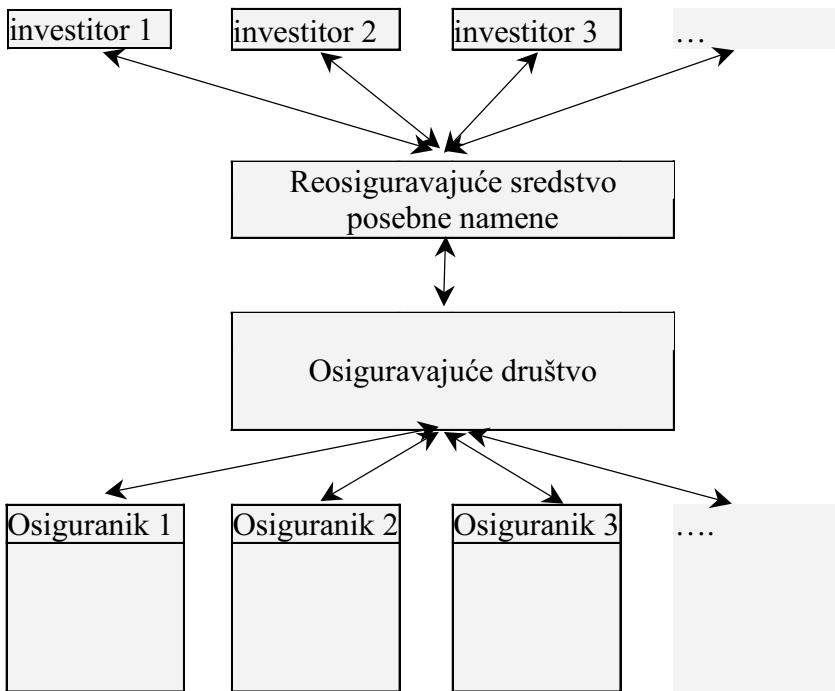 investitor 1
investitor 2
investitor 3
…
Reosiguravajuće sredstvo
posebne namene
Osiguravajuće društvo
Osiguranik 1
Osiguranik 2
Osiguranik 3
….